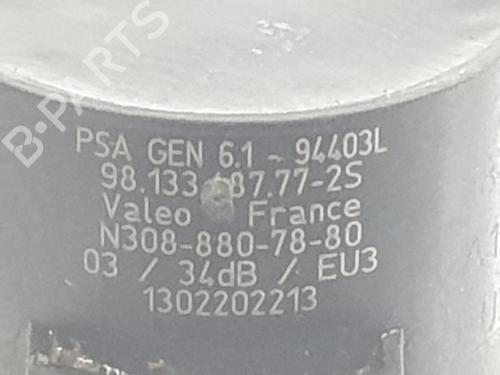 B-PARTS
PSA GEN 6.1 - 94403L
98.133 87.77-2S
Valeo France
N308-880-78-80
03 / 34dB / EU3
1302202213